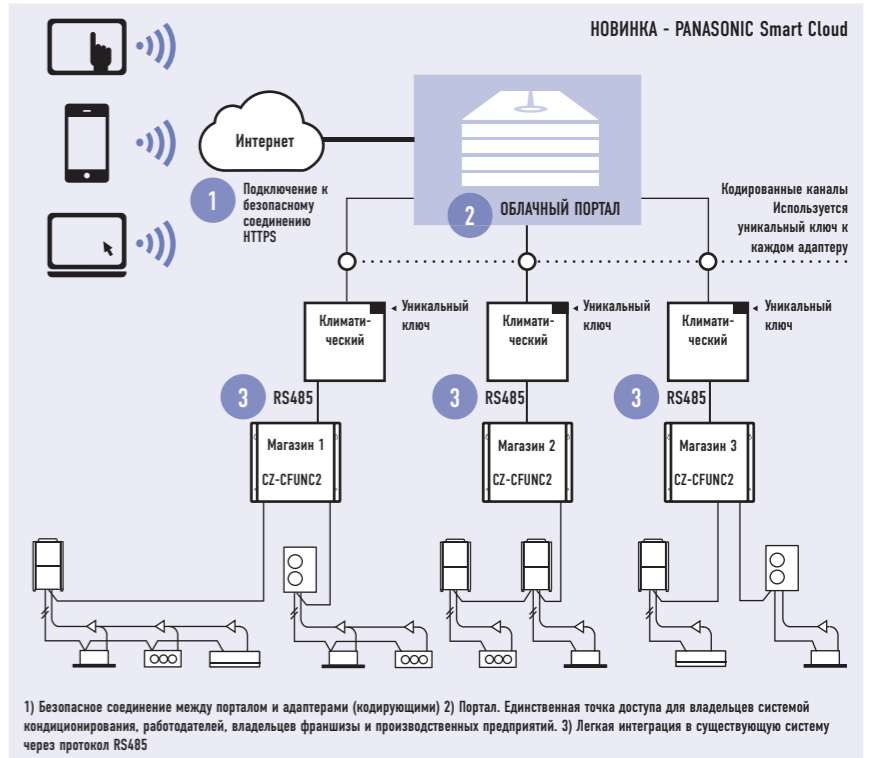 НОВИНКА - PANASONIC Smart Cloud
Интернет
1
Подключение к
безопасному
соединению
HTTPS
2
ОБЛАЧНЫЙ ПОРТАЛ
Кодированные каналы
Используется
уникальный ключ к
каждом адаптеру
Климати-
ческий
Уникальный
ключ
Климати-
ческий
Уникальный
ключ
Климати-
ческий
Уникальный
ключ
3
RS485
3
RS485
3
RS485
Магазин 1
CZ-CFUNC2
Магазин 2
CZ-CFUNC2
Магазин 3
CZ-CFUNC2
1) Безопасное соединение между порталом и адаптерами (кодирующими) 2) Портал. Единственная точка доступа для владельцев системой
кондиционирования, работодателей, владельцев франшизы и производственных предприятий. 3) Легкая интеграция в существующую систему
через протокол RS485